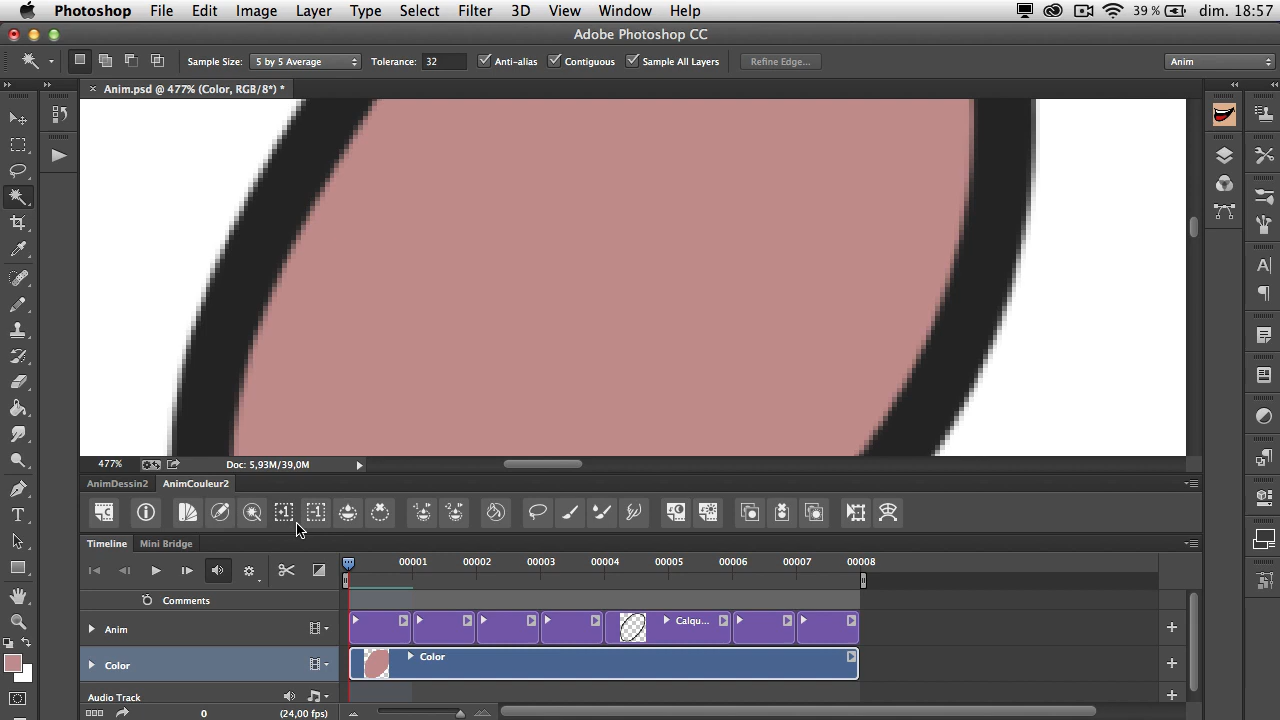 Photoshop File Edit Image Layer Type Select Filter 3D View Window Help 39 % dim. 18:57
Adobe Photoshop CC
Sample Size: 5 by 5 Average Tolerance: 32 Anti-alias Contiguous Sample All Layers Refine Edge... Anim
× Anim.psd @ 477% (Color, RGB/8*) *
477% Doc: 5,93M/39,0M
AnimDessin2 AnimCouleur2
+1 -1
Timeline Mini Bridge
00001 00002 00003 00004 00005 00006 00007 00008
Comments
Anim Calqu...
Color Color
Audio Track
0 (24,00 fps)